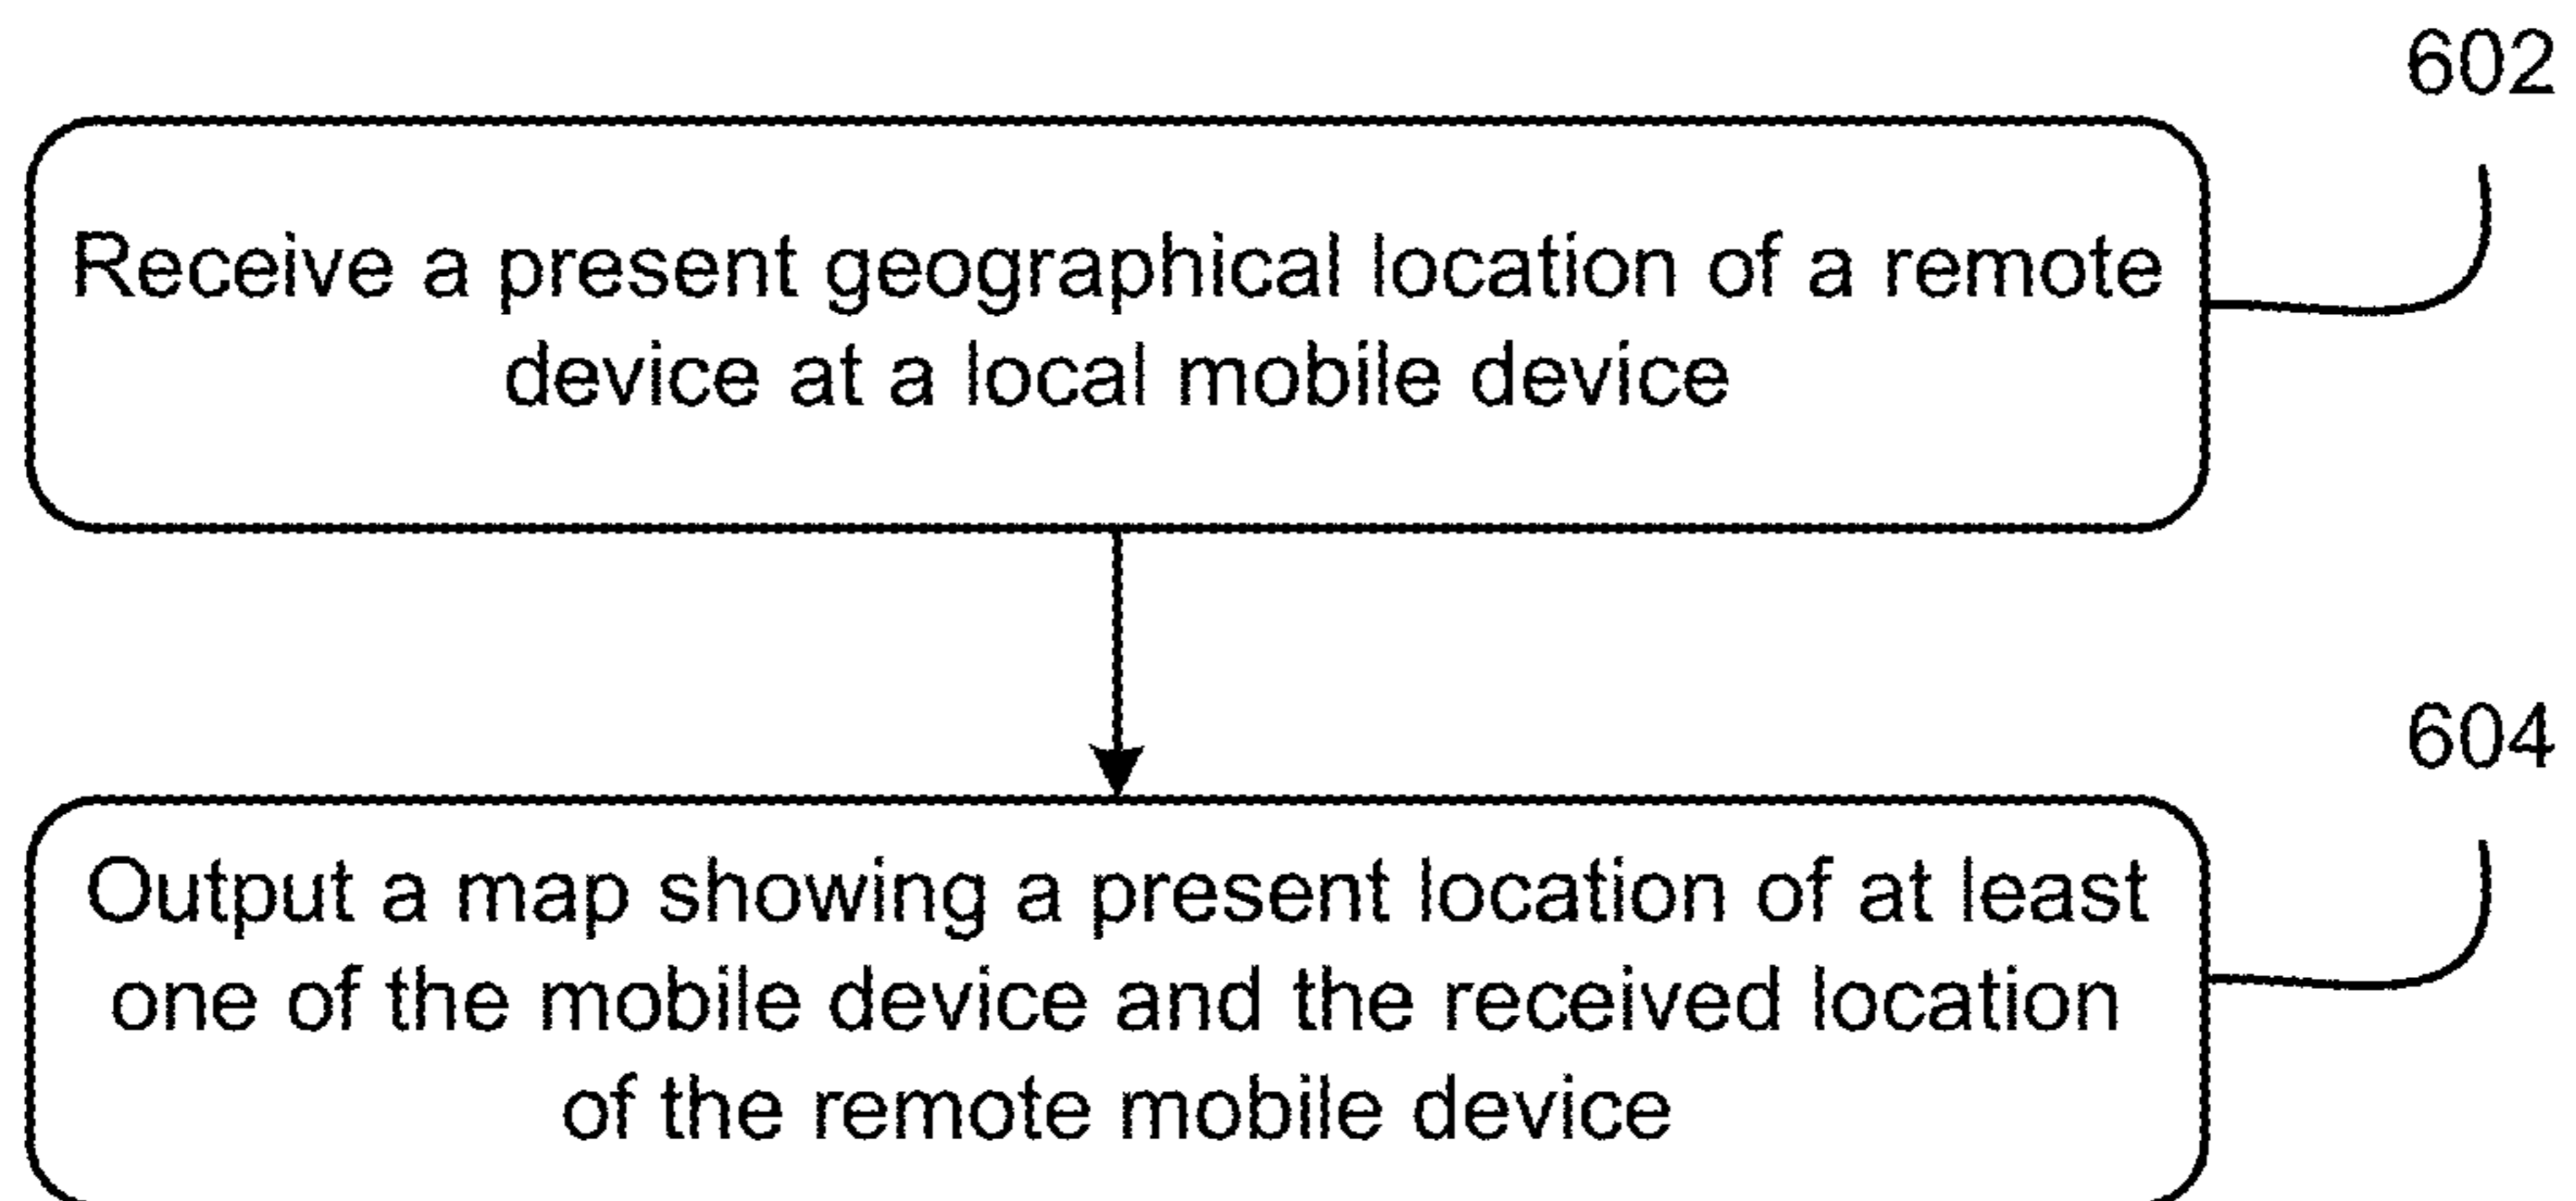 602
Receive a present geographical location of a remote
device at a local mobile device
604
Output a map showing a present location of at least
one of the mobile device and the received location
of the remote mobile device